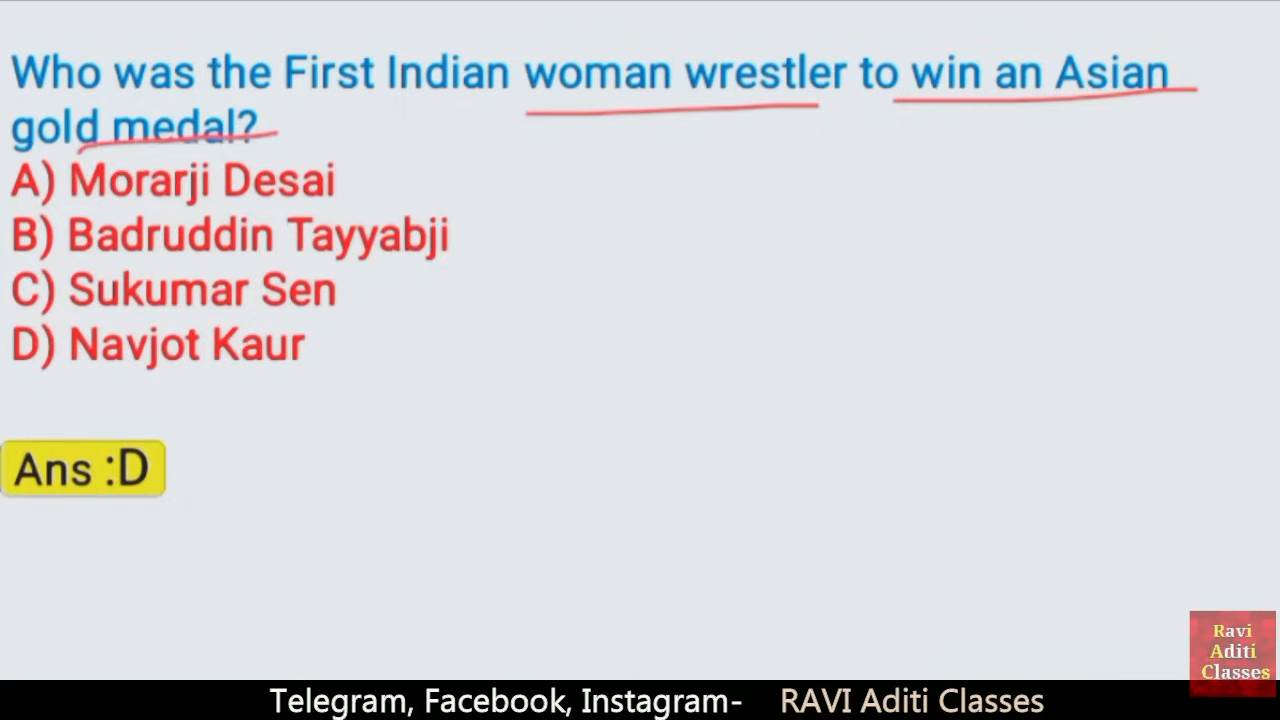 Who was the First Indian woman wrestler to win an Asian
gold medal?
A) Morarji Desai
B) Badruddin Tayyabji
C) Sukumar Sen
D) Navjot Kaur
Ans :D
Ravi
Aditi
Classes
Telegram, Facebook, Instagram- RAVI Aditi Classes